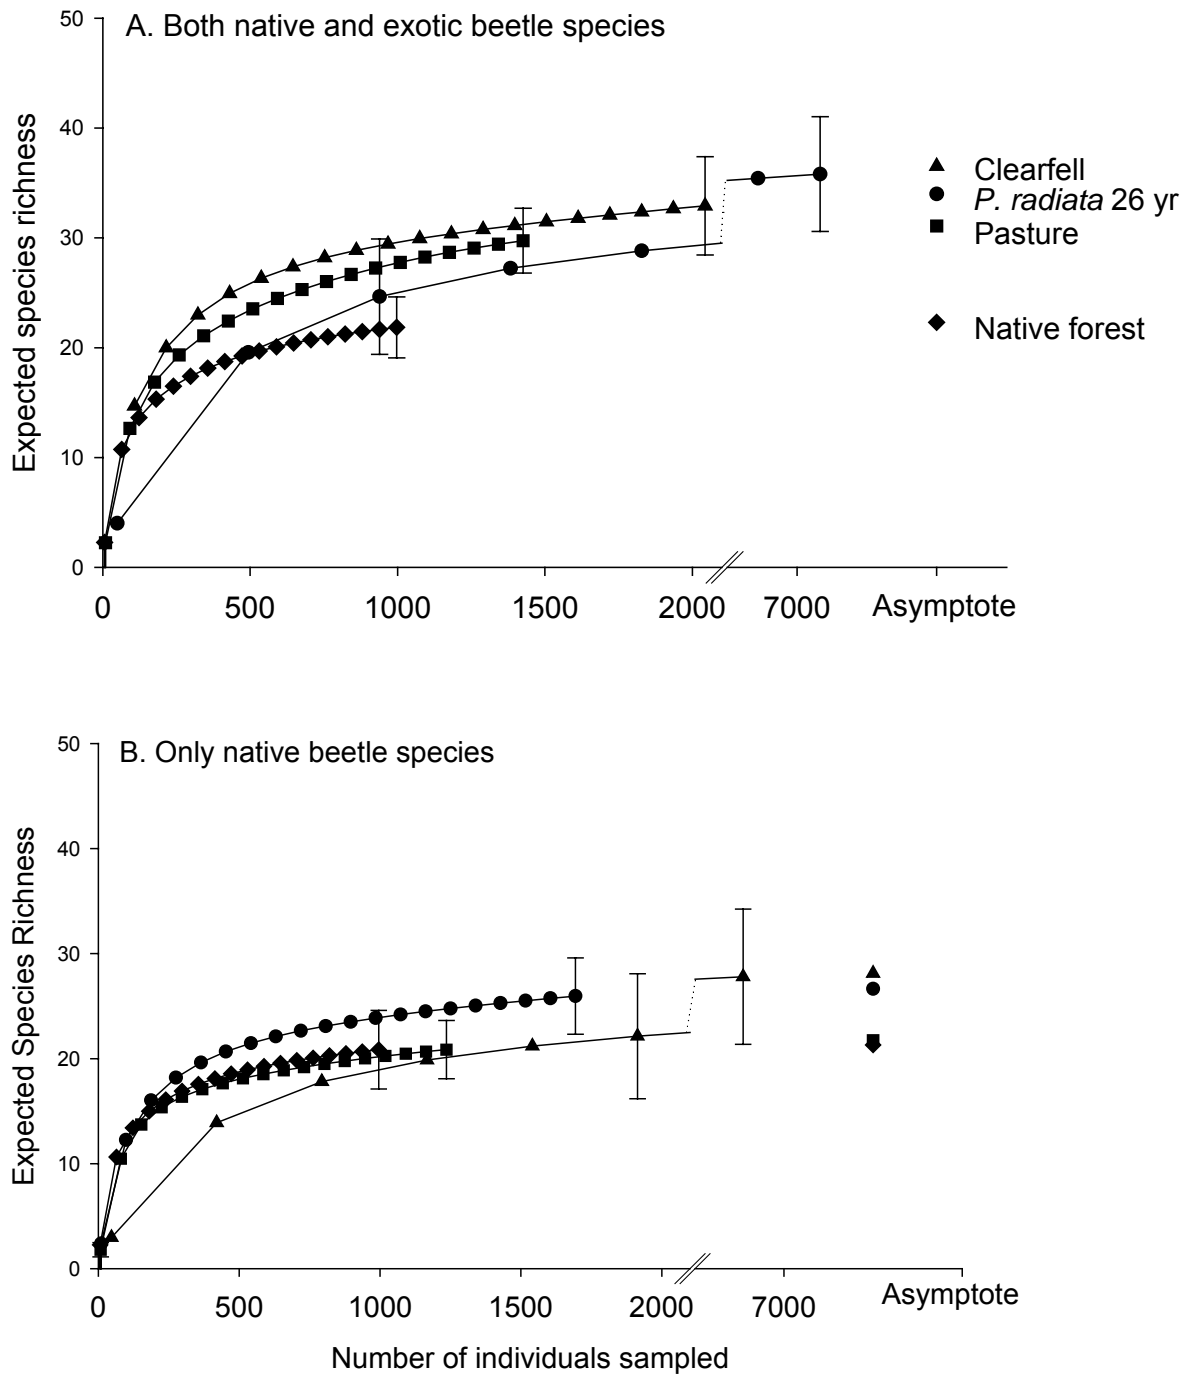 A. Both native and exotic beetle species
50
40
30
20
10
0
Expected species richness
Clearfell
P. radiata 26 yr
Pasture
Native forest
0 500 1000 1500 2000 7000 Asymptote
B. Only native beetle species
50
40
30
20
10
0
Expected Species Richness
0 500 1000 1500 2000 7000 Asymptote
Number of individuals sampled